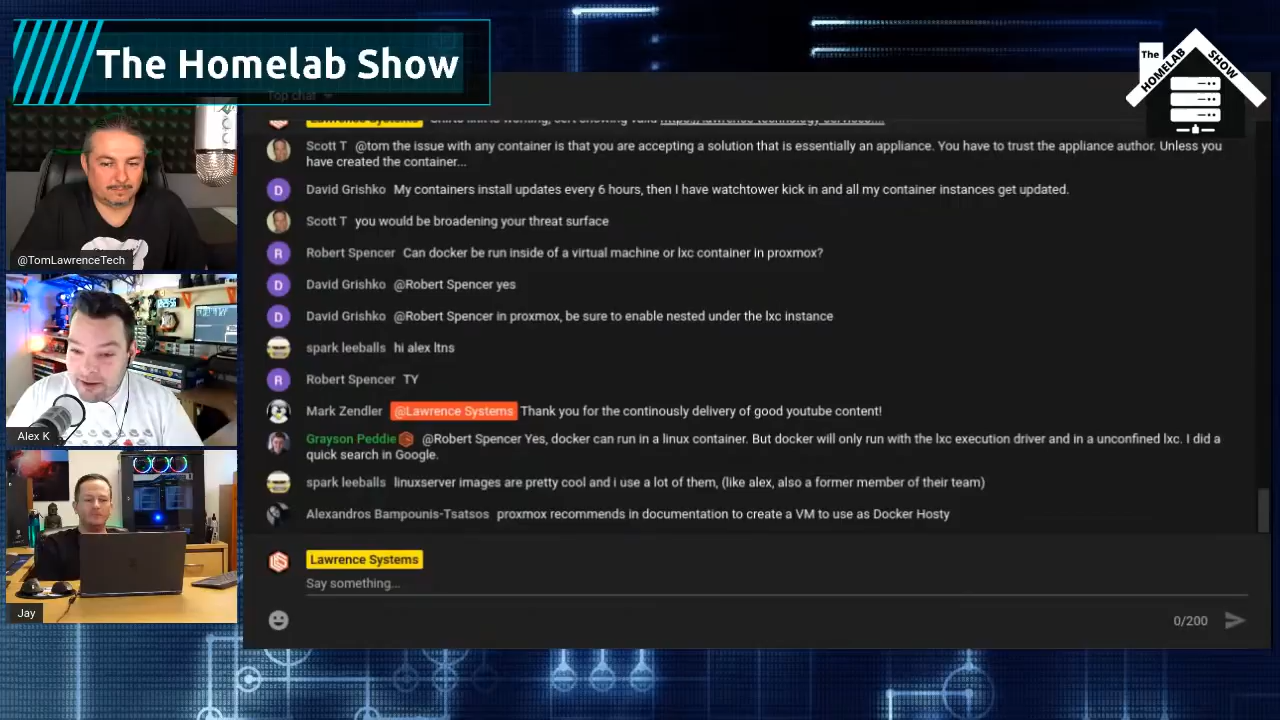 The Homelab Show
The
HOMELAB
SHOW
Top chat
Lawrence Systems
Scott T @tom the issue with any container is that you are accepting a solution that is essentially an appliance. You have to trust the appliance author. Unless you
have created the container...
D David Grishko My containers install updates every 6 hours, then I have watchtower kick in and all my container instances get updated.
Scott T you would be broadening your threat surface
R Robert Spencer Can docker be run inside of a virtual machine or lxc container in proxmox?
D David Grishko @Robert Spencer yes
D David Grishko @Robert Spencer in proxmox, be sure to enable nested under the lxc instance
spark leeballs hi alex ltns
R Robert Spencer TY
Mark Zendler @Lawrence Systems Thank you for the continously delivery of good youtube content!
Grayson Peddie @Robert Spencer Yes, docker can run in a linux container. But docker will only run with the lxc execution driver and in a unconfined lxc. I did a
quick search in Google.
spark leeballs linuxserver images are pretty cool and i use a lot of them, (like alex, also a former member of their team)
Alexandros Bampounis-Tsatsos proxmox recommends in documentation to create a VM to use as Docker Hosty
Lawrence Systems
Say something...
0/200
@TomLawrenceTech
Alex K
Jay